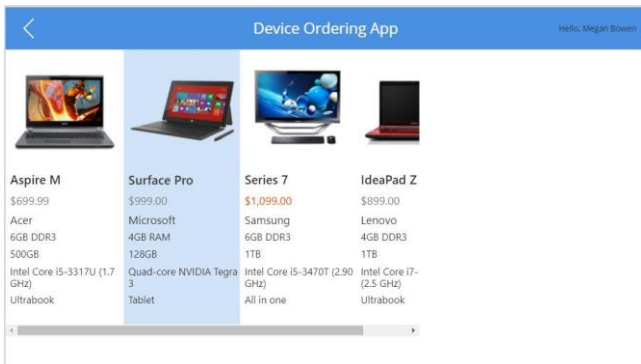 Device Ordering App
Hello, Megan Bowen
Aspire M
$699.99
Acer
6GB DDR3
500GB
Intel Core i5-3317U (1.7
GHz)
Ultrabook
Surface Pro
$999.00
Microsoft
4GB RAM
128GB
Quad-core NVIDIA Tegra
3
Tablet
Series 7
$1,099.00
Samsung
6GB DDR3
1TB
Intel Core i5-3470T (2.90
GHz)
All in one
IdeaPad Z
$899.00
Lenovo
4GB DDR3
1TB
Intel Core i7-
(2.5 GHz)
Ultrabook